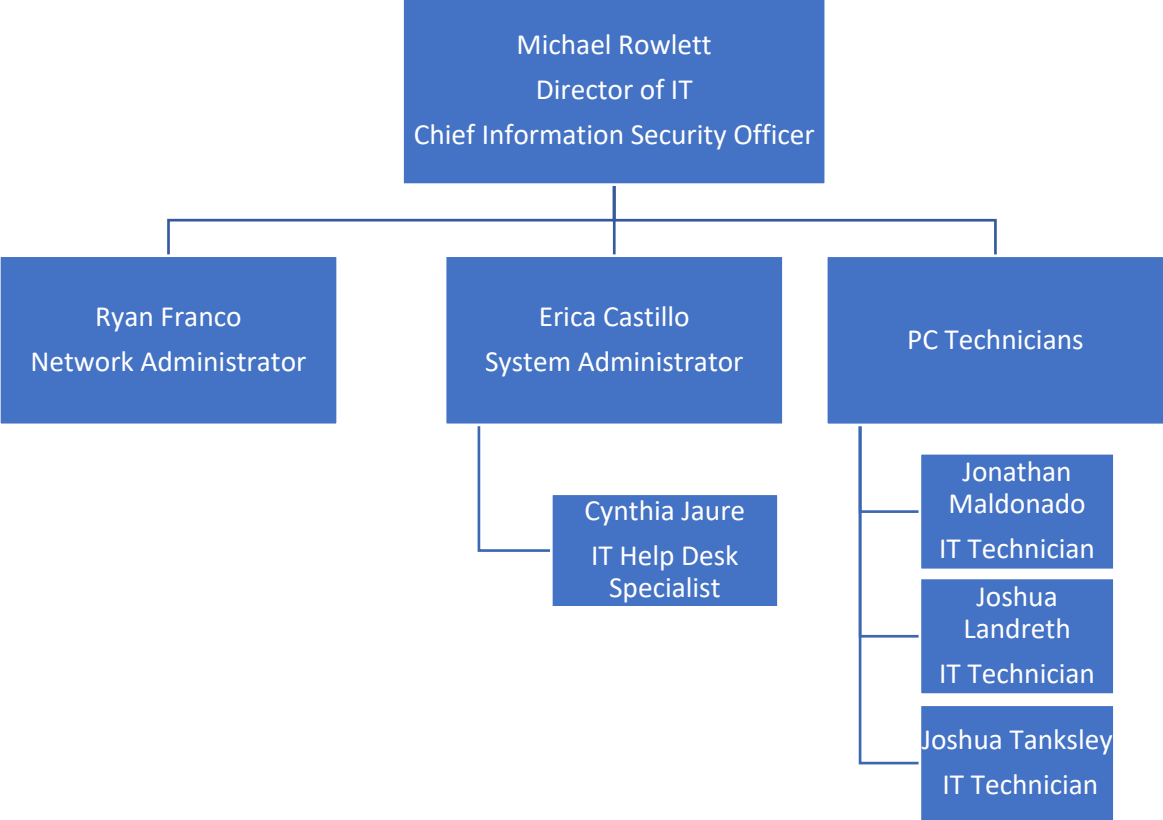 Michael Rowlett
Director of IT
Chief Information Security Officer
Ryan Franco
Network Administrator
Erica Castillo
System Administrator
PC Technicians
Cynthia Jaure
IT Help Desk
Specialist
Jonathan
Maldonado
IT Technician
Joshua
Landreth
IT Technician
Joshua Tanksley
IT Technician